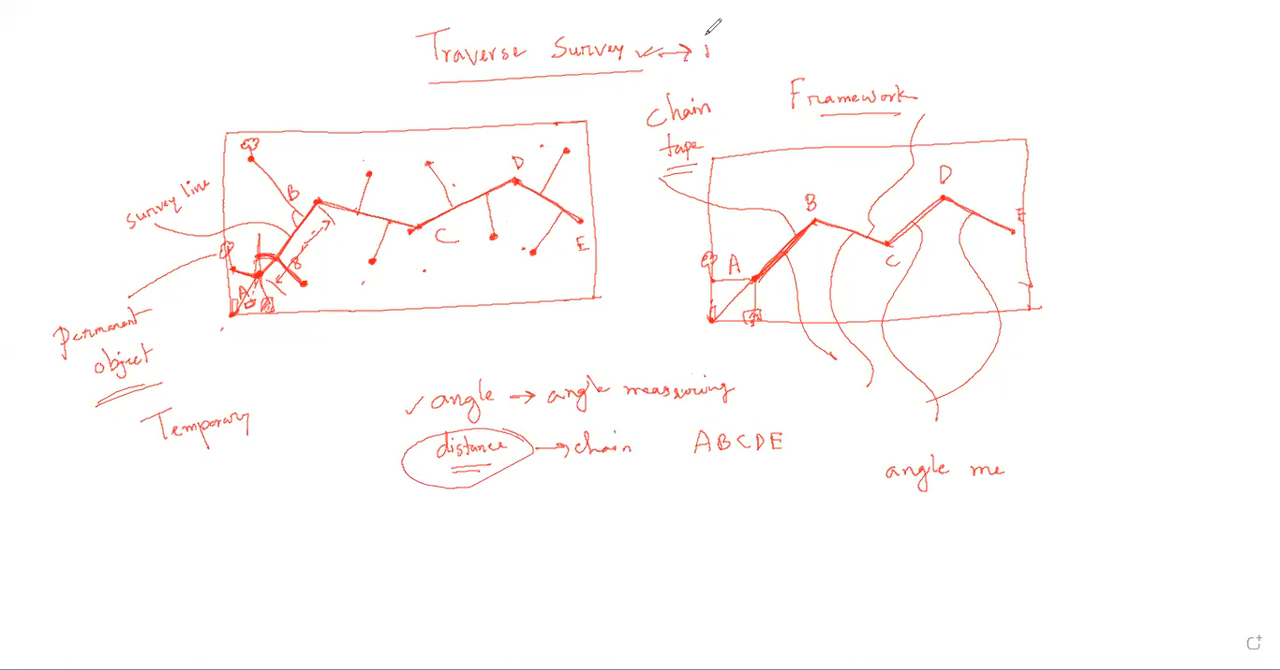 Traverse Survey
Framework
chain
tape
survey line
B
D
A
C
E
B
D
A
C
E
Permanent
object
Temporary
angle → angle measuring
distance → chain
ABCDE
angle me